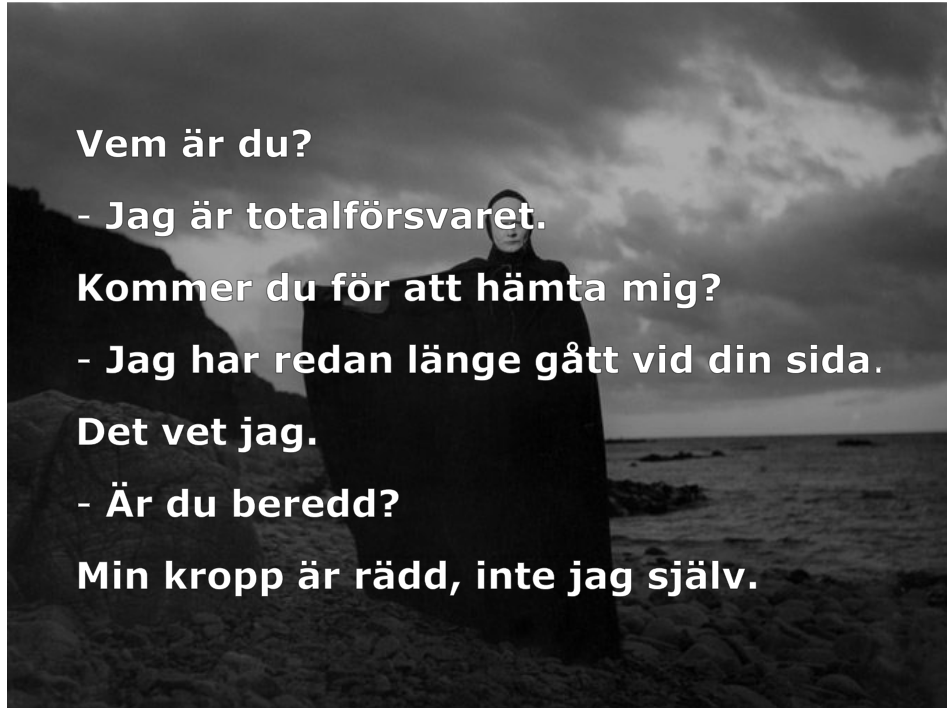 Vem är du?
- Jag är totalförsvaret.
Kommer du för att hämta mig?
- Jag har redan länge gått vid din sida.
Det vet jag.
- Är du beredd?
Min kropp är rädd, inte jag själv.